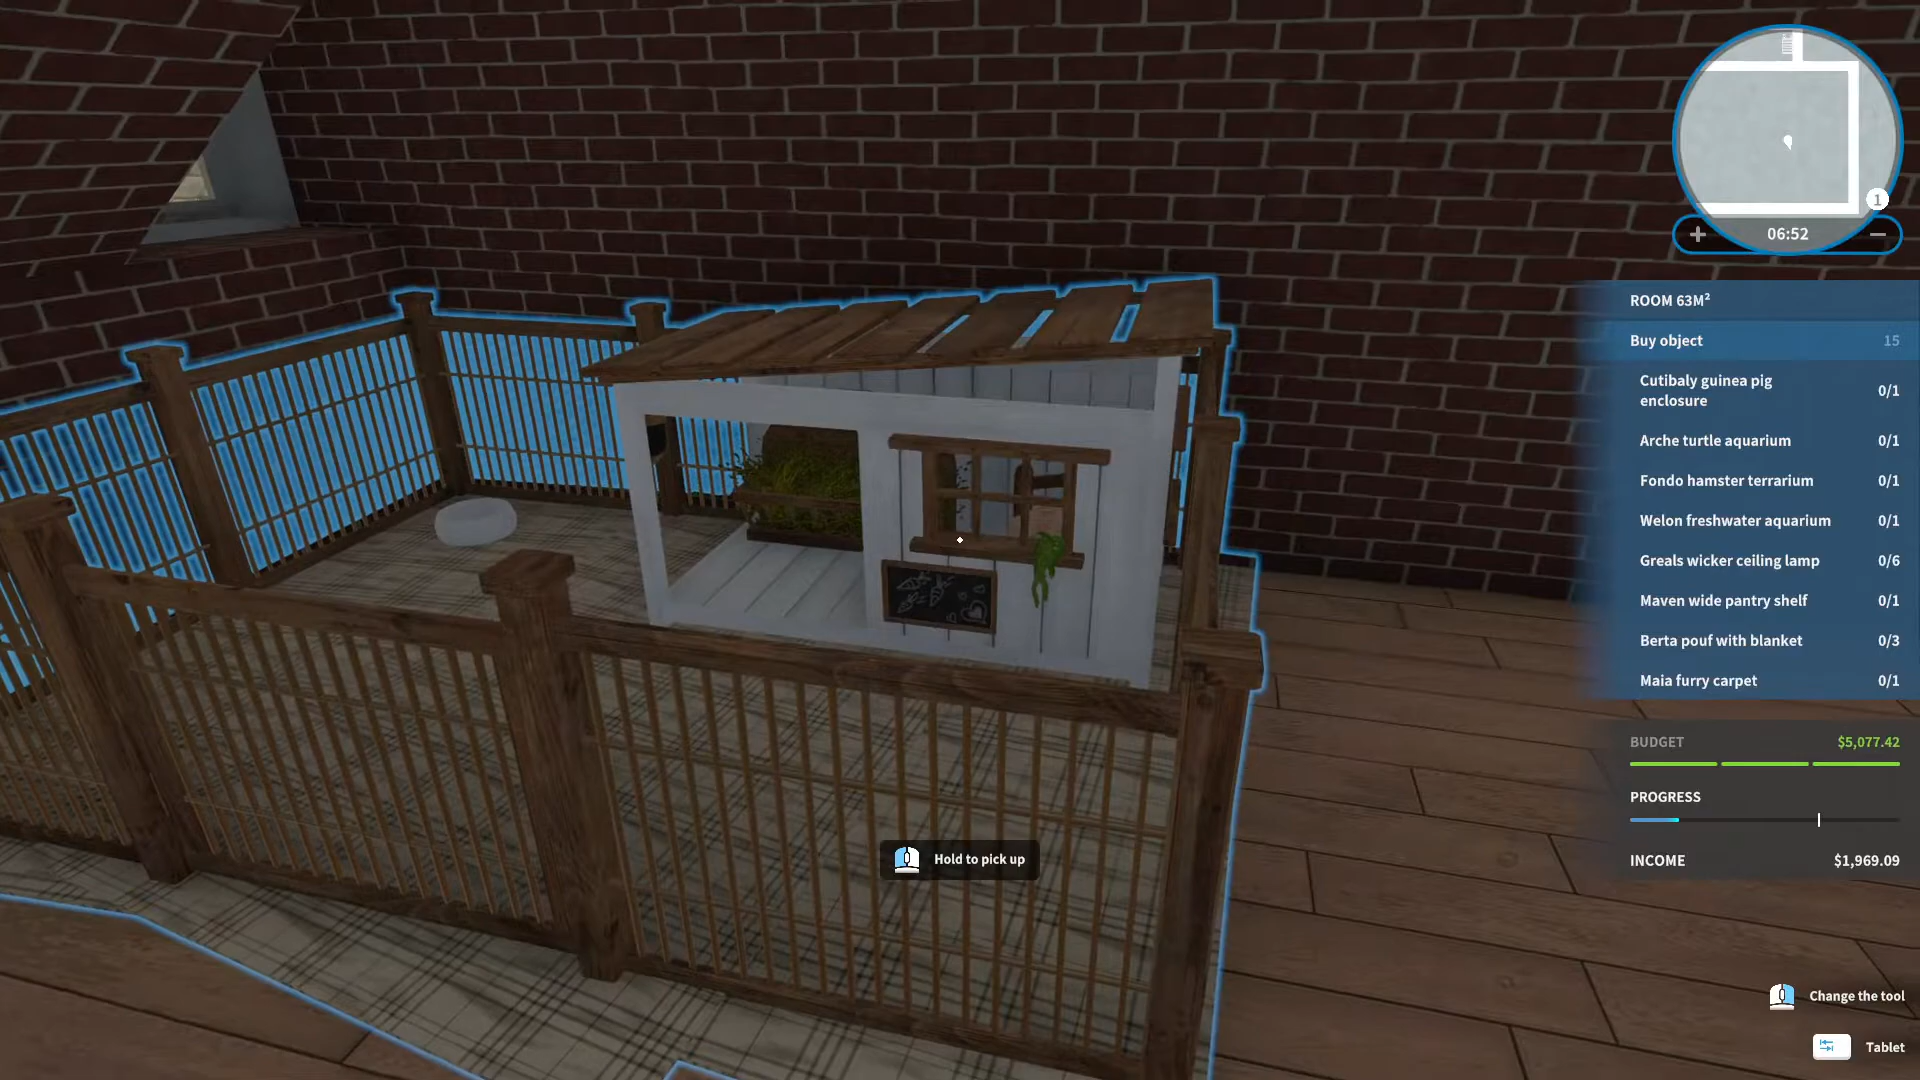 1
06:52
ROOM 63M²
Buy object 15
Cutibaly guinea pig
enclosure 0/1
Arche turtle aquarium 0/1
Fondo hamster terrarium 0/1
Welon freshwater aquarium 0/1
Greals wicker ceiling lamp 0/6
Maven wide pantry shelf 0/1
Berta pouf with blanket 0/3
Maia furry carpet 0/1
BUDGET $5,077.42
PROGRESS
INCOME $1,969.09
Hold to pick up
Change the tool
Tablet